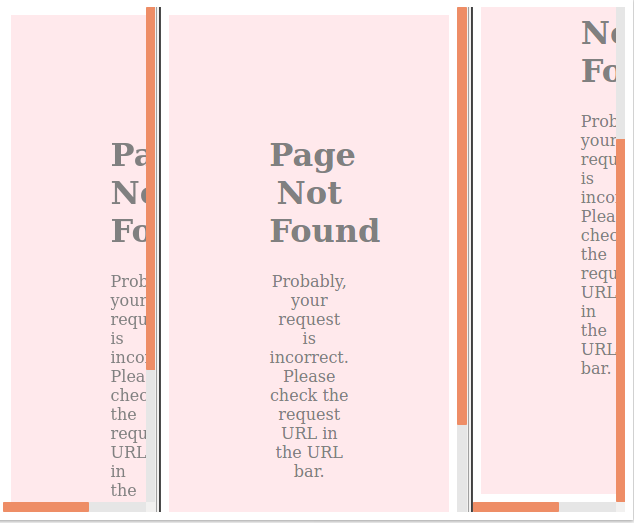 Pa
No
Fo
Prob
your
requ
is
inco
Plea
chec
the
requ
URL
in
the
Page
Not
Found
Probably,
your
request
is
incorrect.
Please
check the
request
URL in
the URL
bar.
No
Fo
Prob
your
requ
is
inco
Plea
chec
the
requ
URL
in
the
URL
bar.